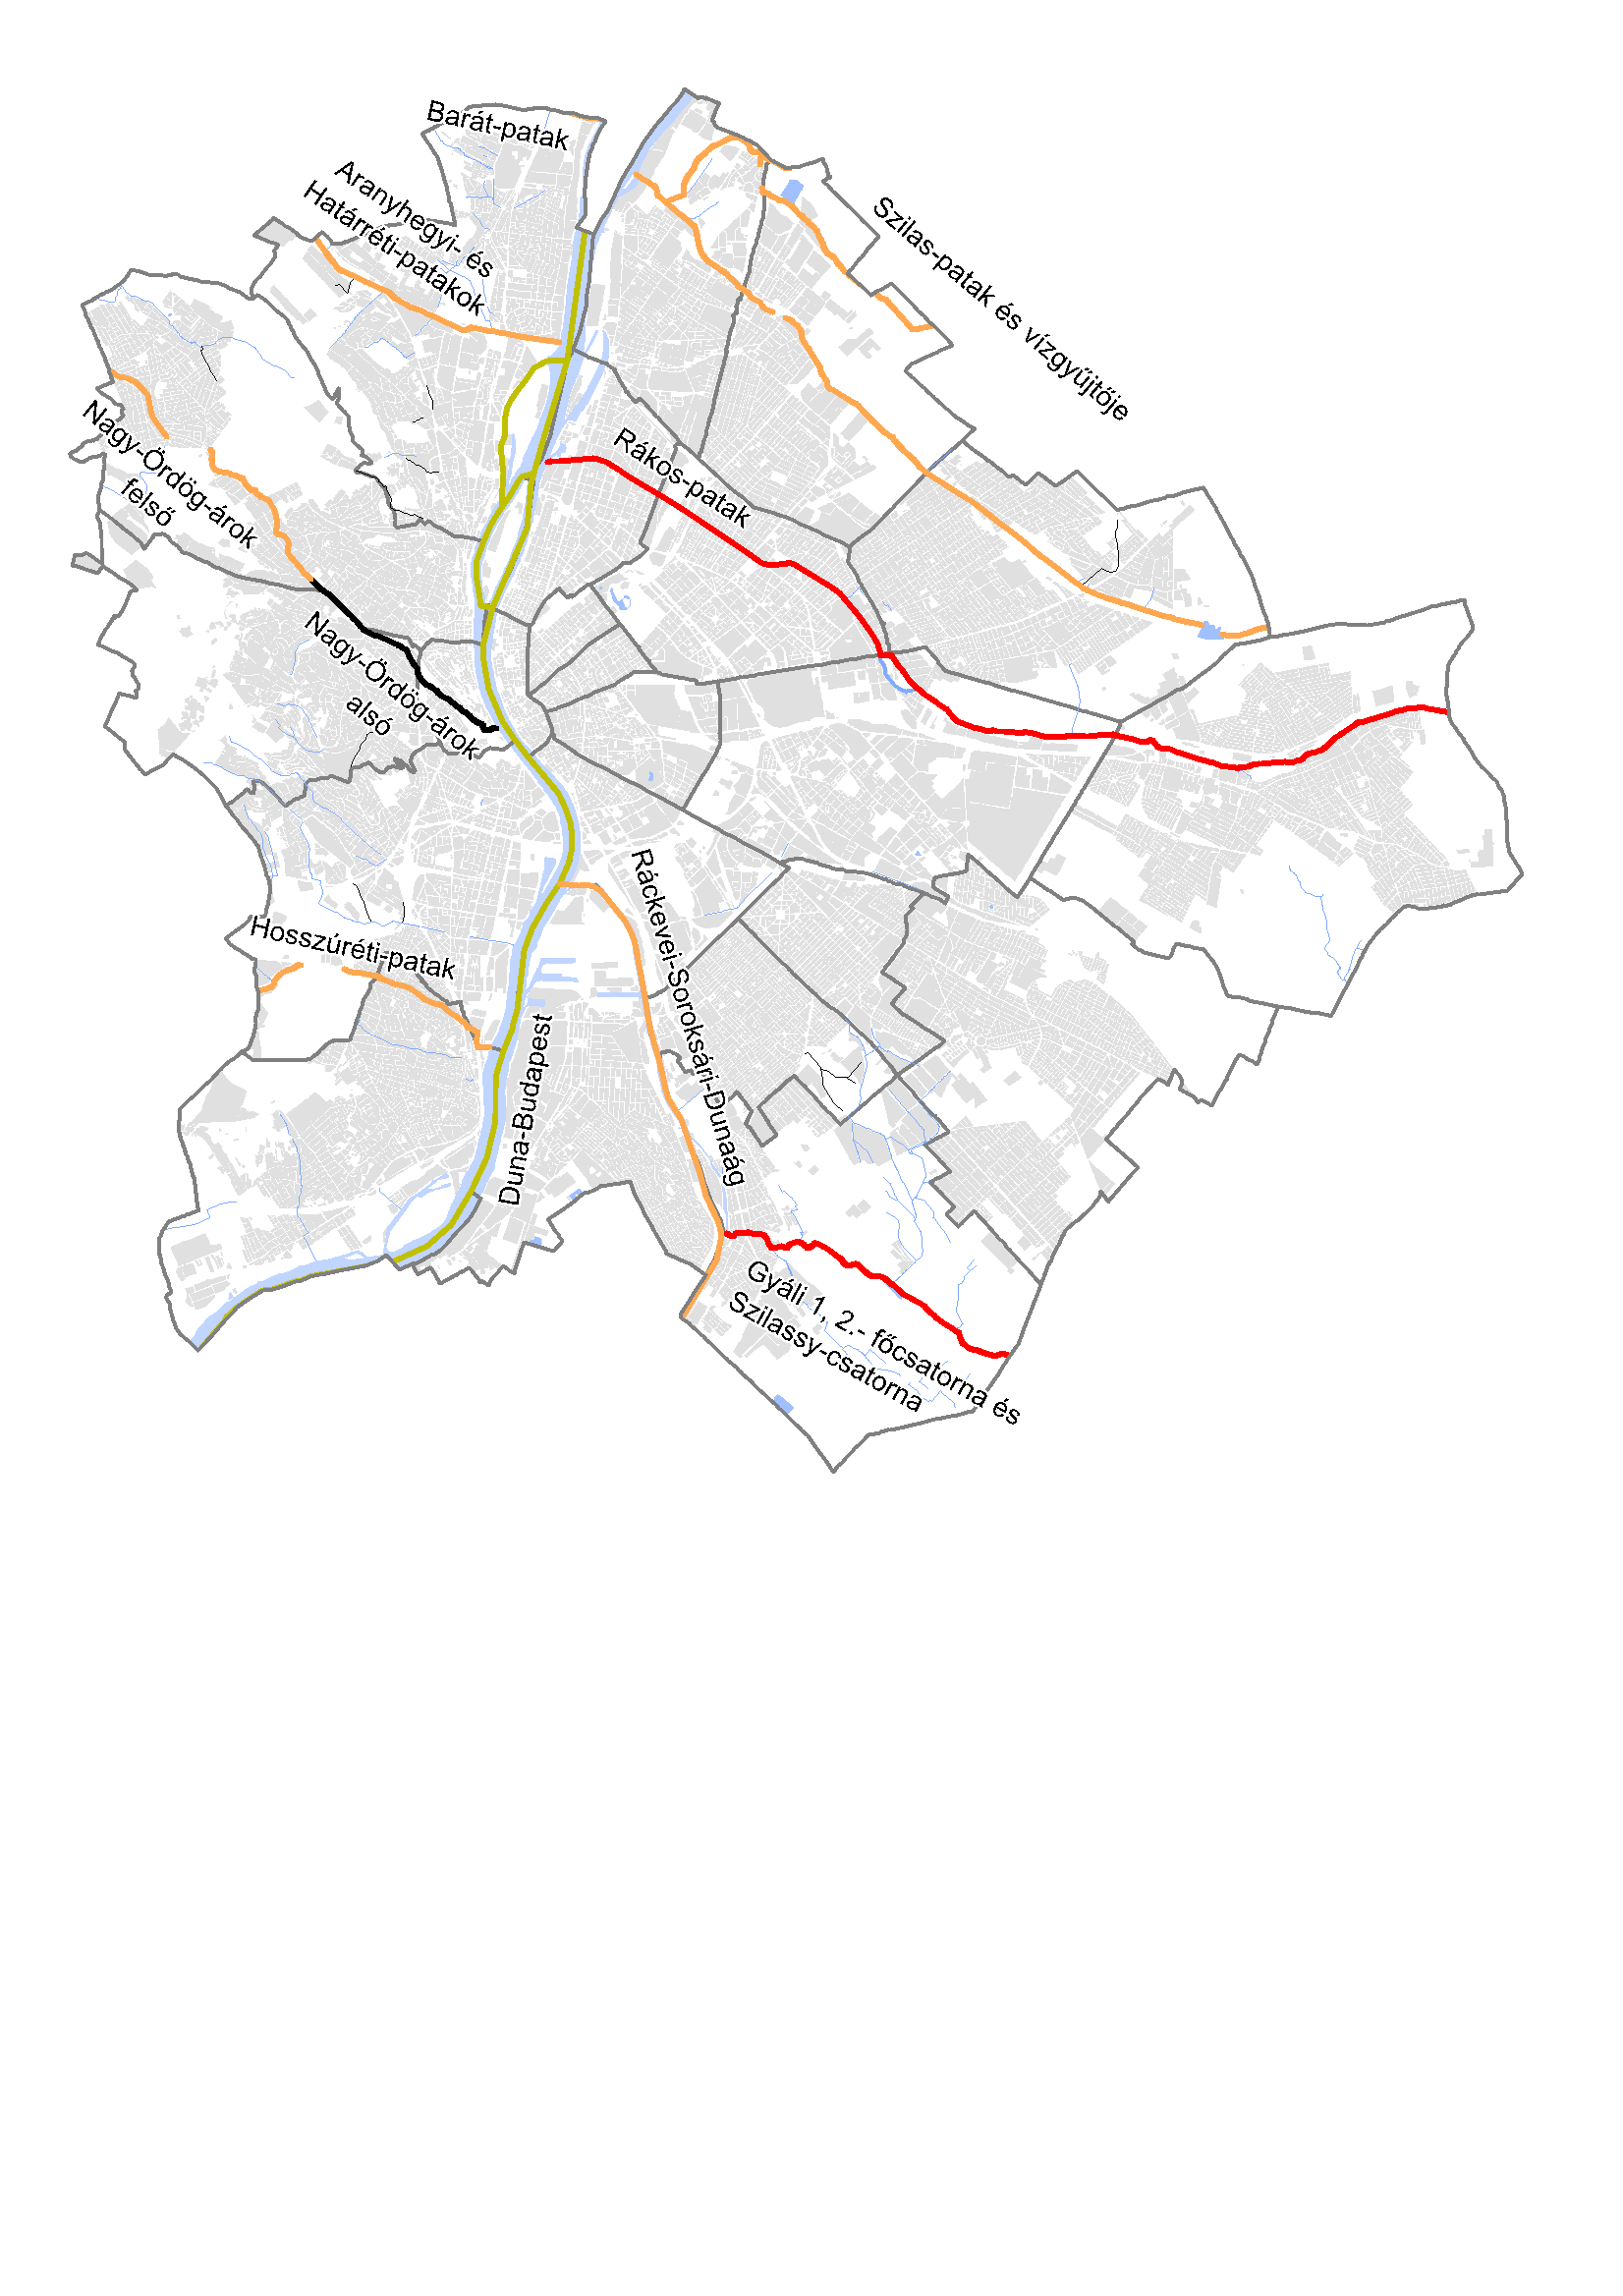 Barát-patak
Aranyhegyi- és
Határréti-patakok
Szilas-patak és vízgyűjtője
Nagy-Ördög-árok
felső
Rákos-patak
Nagy-Ördög-árok
alsó
Ráckevei-Soroksári-Dunaág
Hosszúréti-patak
Duna-Budapest
Gyáli 1, 2.- főcsatorna és
Szilassy-csatorna